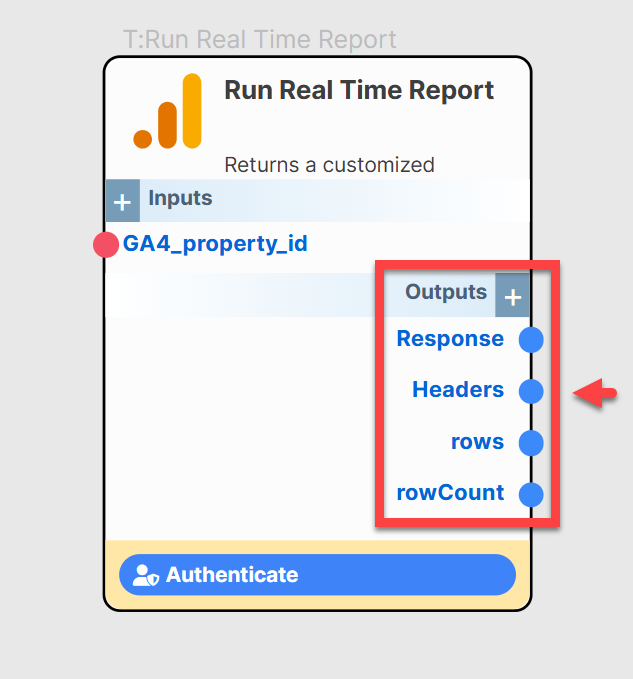 T:Run Real Time Report
Run Real Time Report
Returns a customized
+ Inputs
GA4_property_id
Outputs +
Response
Headers
rows
rowCount
Authenticate